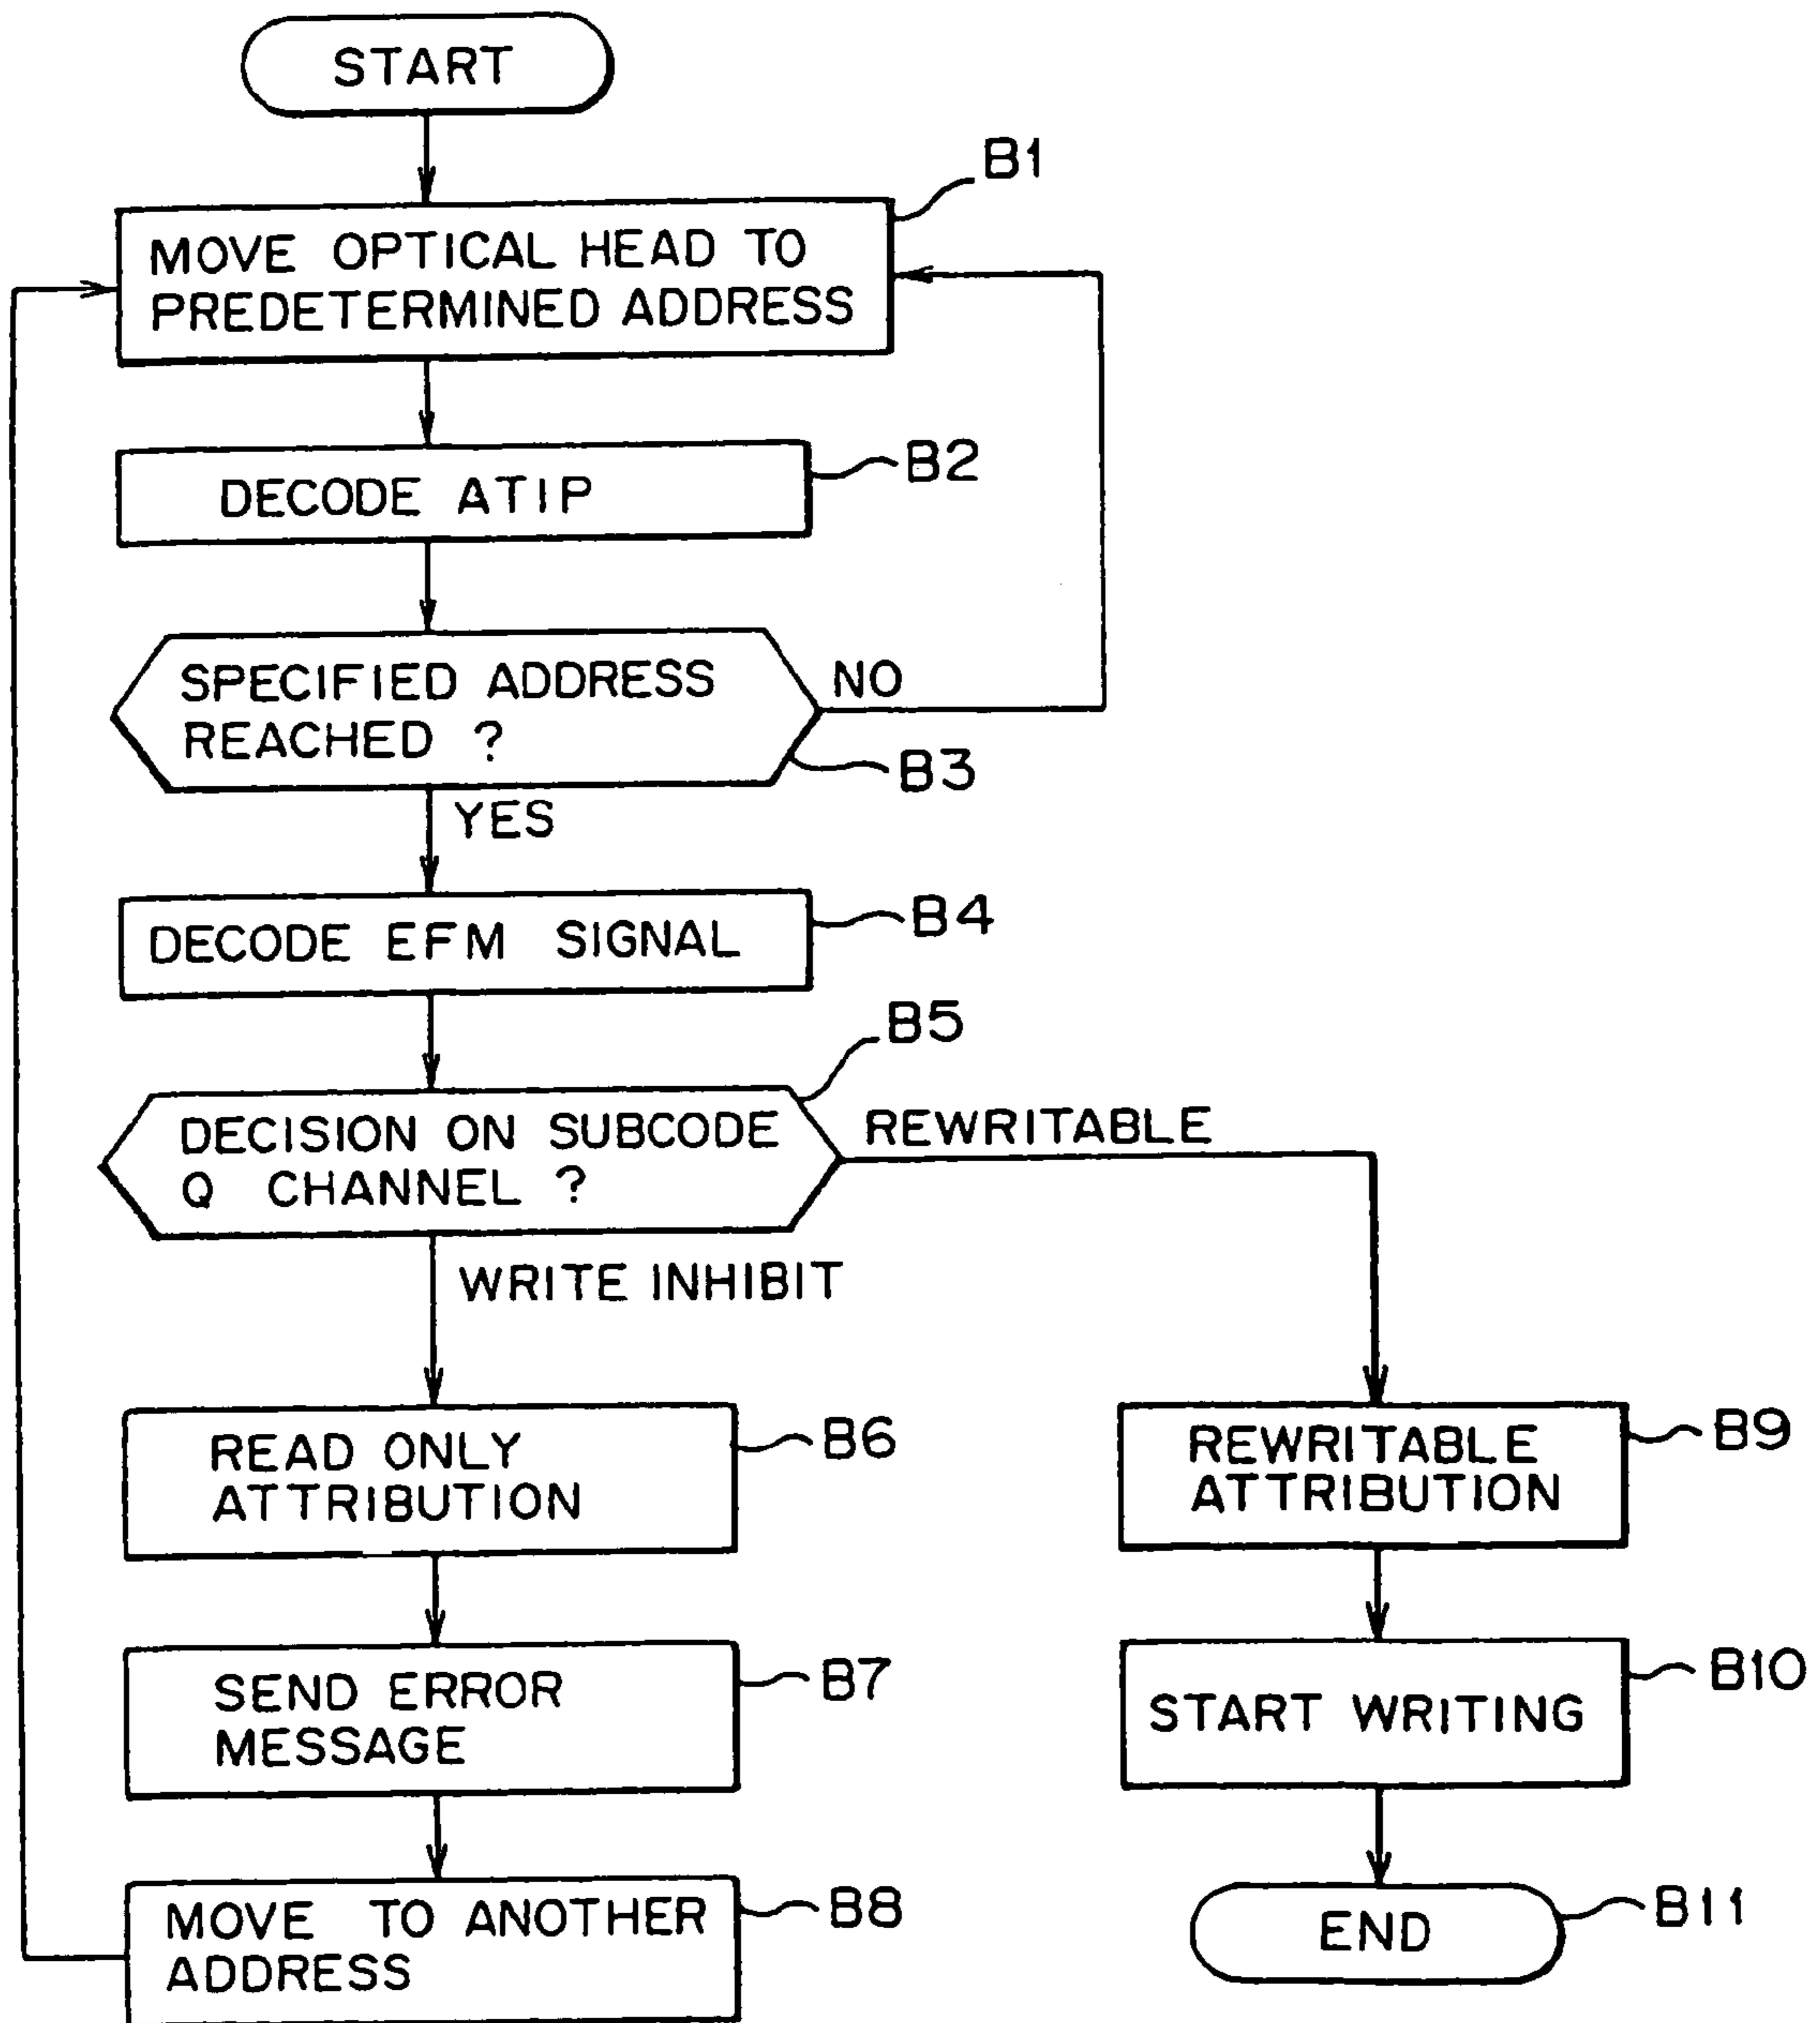 START
B1
MOVE OPTICAL HEAD TO
PREDETERMINED ADDRESS
B2
DECODE ATIP
SPECIFIED ADDRESS
REACHED ?
NO
B3
YES
B4
DECODE EFM SIGNAL
B5
DECISION ON SUBCODE
Q CHANNEL ?
REWRITABLE
WRITE INHIBIT
READ ONLY
ATTRIBUTION
B6
REWRITABLE
ATTRIBUTION
B9
SEND ERROR
MESSAGE
B7
START WRITING
B10
MOVE TO ANOTHER
ADDRESS
B8
END
B11